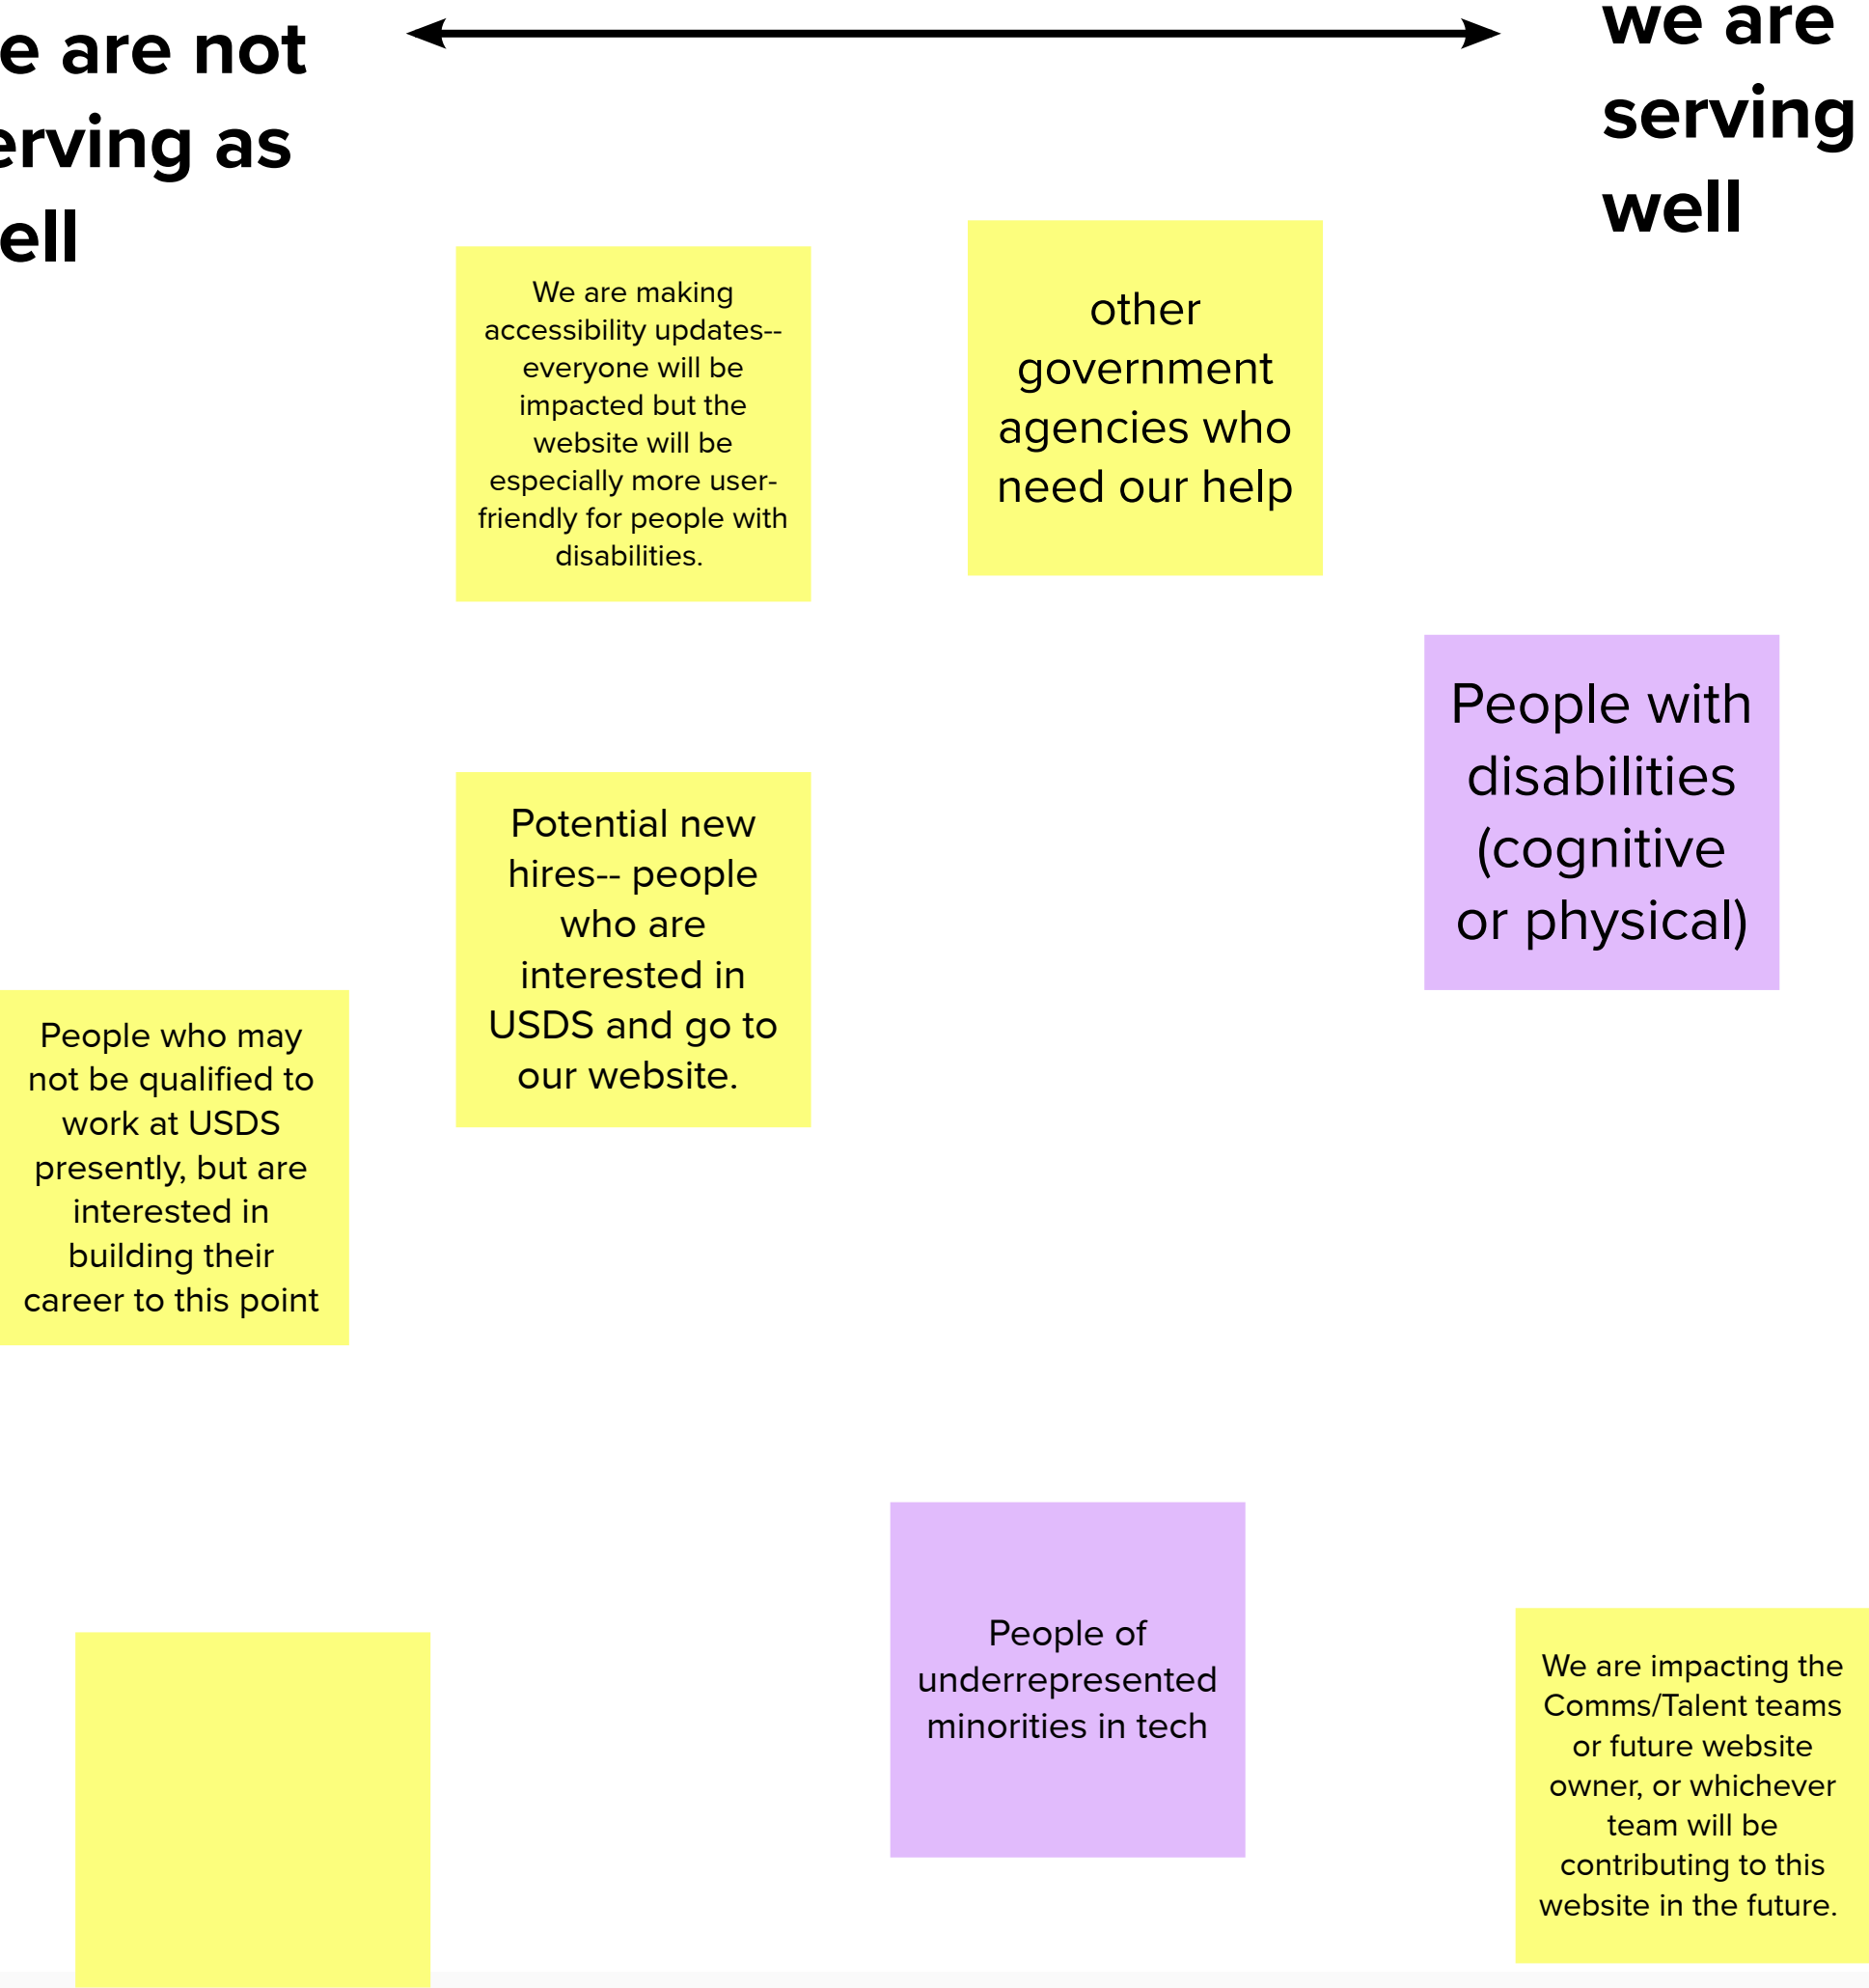 e are not
erving as
ell
we are
serving
well
We are making
accessibility updates--
everyone will be
impacted but the
website will be
especially more user-
friendly for people with
disabilities.
other
government
agencies who
need our help
People with
disabilities
(cognitive
or physical)
Potential new
hires-- people
who are
interested in
USDS and go to
our website.
People who may
not be qualified to
work at USDS
presently, but are
interested in
building their
career to this point
People of
underrepresented
minorities in tech
We are impacting the
Comms/Talent teams
or future website
owner, or whichever
team will be
contributing to this
website in the future.